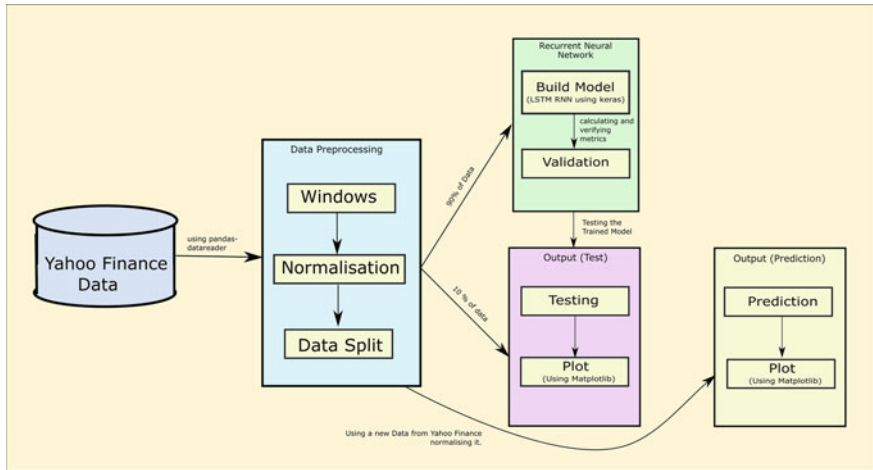 Yahoo Finance
Data
using pandas-
datareader
Data Preprocessing
Windows
Normalisation
Data Split
90% of Data
10 % of data
Recurrent Neural
Network
Build Model
(LSTM RNN using keras)
calculating and
verifying
metrics
Validation
Testing the
Trained Model
Output (Test)
Testing
Plot
(Using Matplotlib)
Output (Prediction)
Prediction
Plot
(Using Matplotlib)
Using a new Data from Yahoo Finance
normalising it.